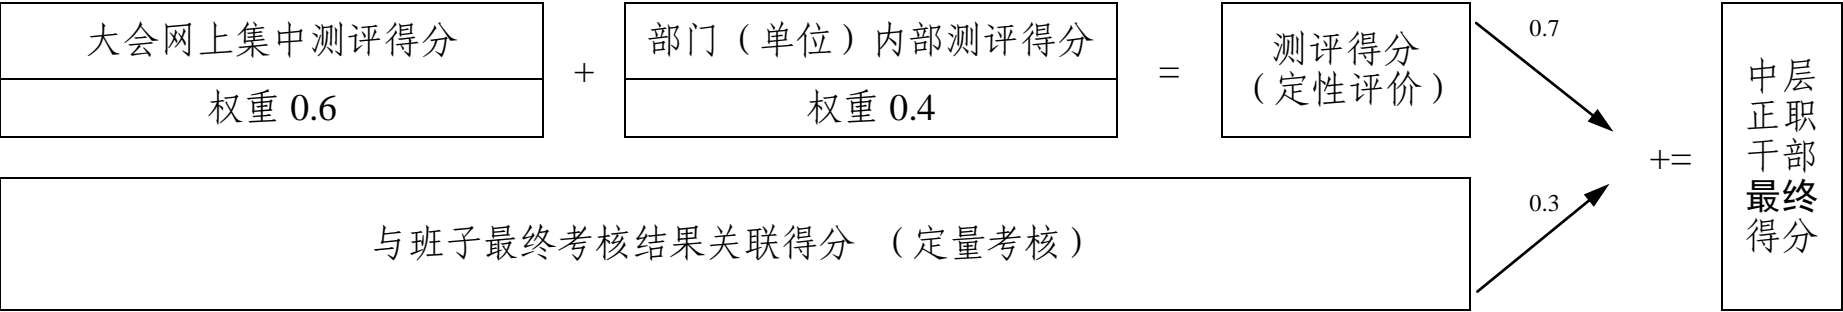 大会网上集中测评得分
权重 0.6
+
部门（单位）内部测评得分
权重 0.4
=
测评得分
（定性评价）
0.7
与班子最终考核结果关联得分 （定量考核）
0.3
+=
中层
正职
干部
最终
得分